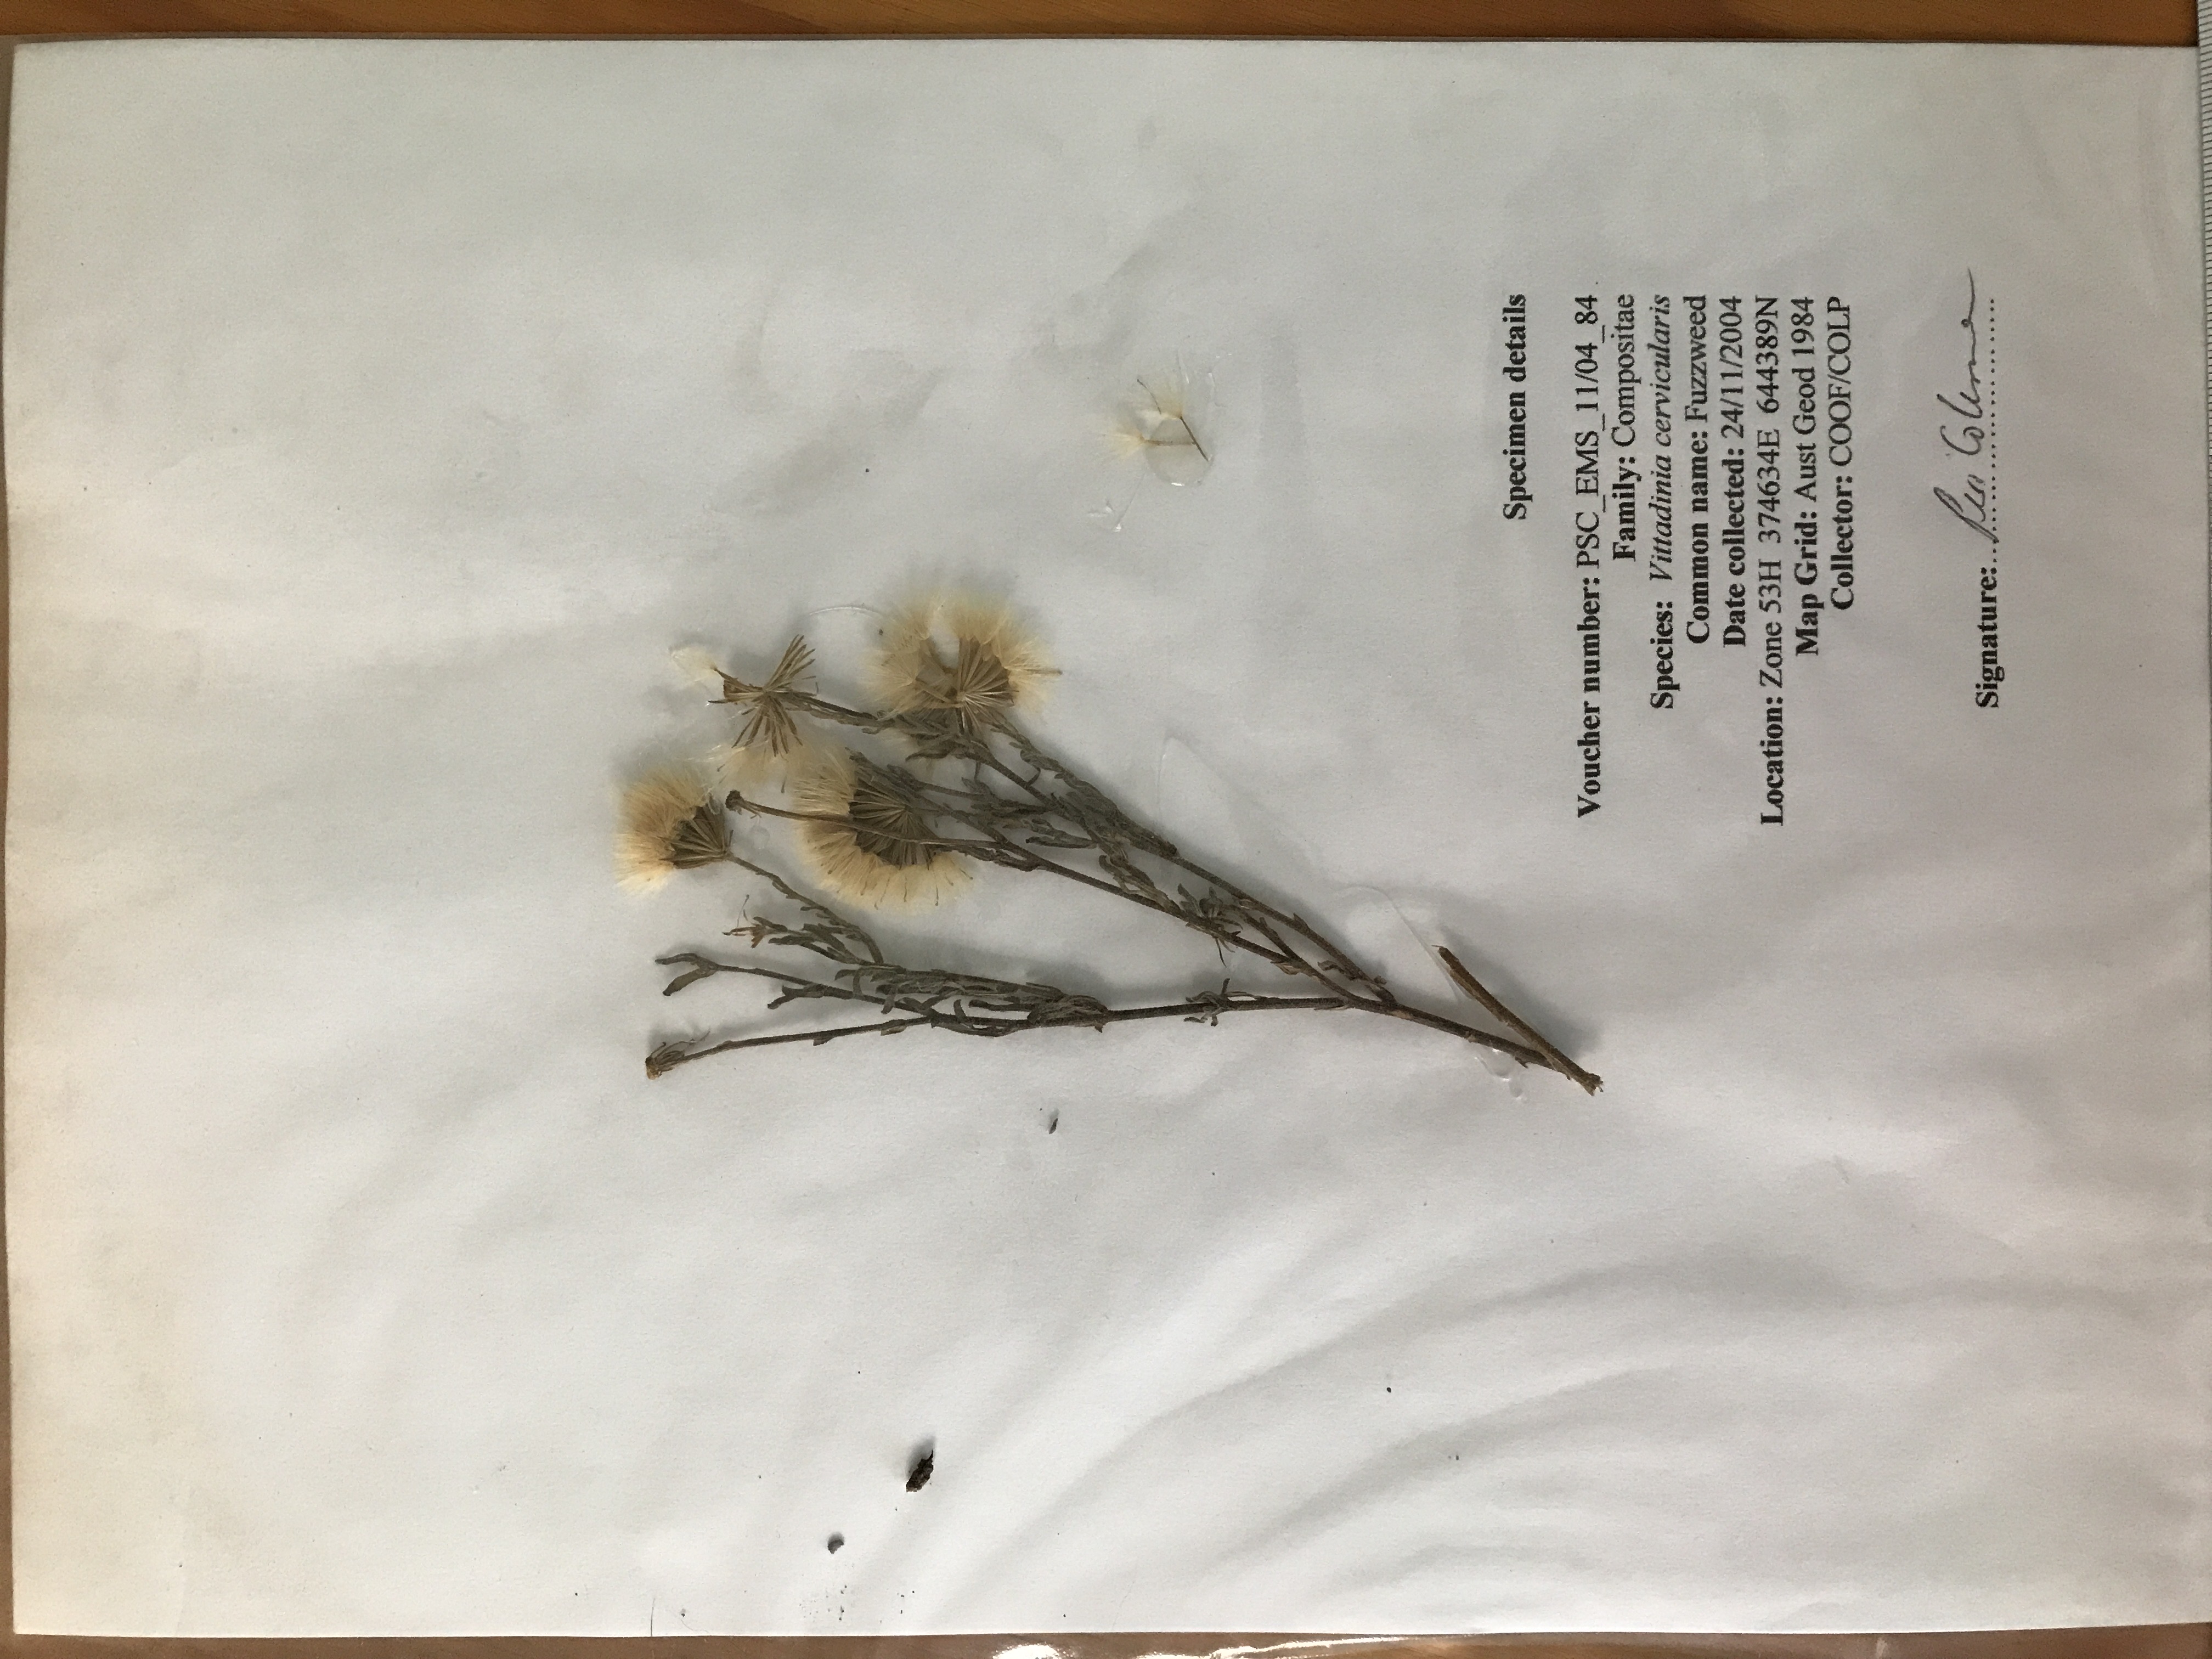 Specimen details
Voucher number: PSC_EMS_11/04_84
Family: Compositae
Species: Vittadinia cervicularis
Common name: Fuzzweed
Date collected: 24/11/2004
Location: Zone 53H 374634E 644389N
Map Grid: Aust Geod 1984
Collector: COOF/COLP
Signature: Peri Coleman